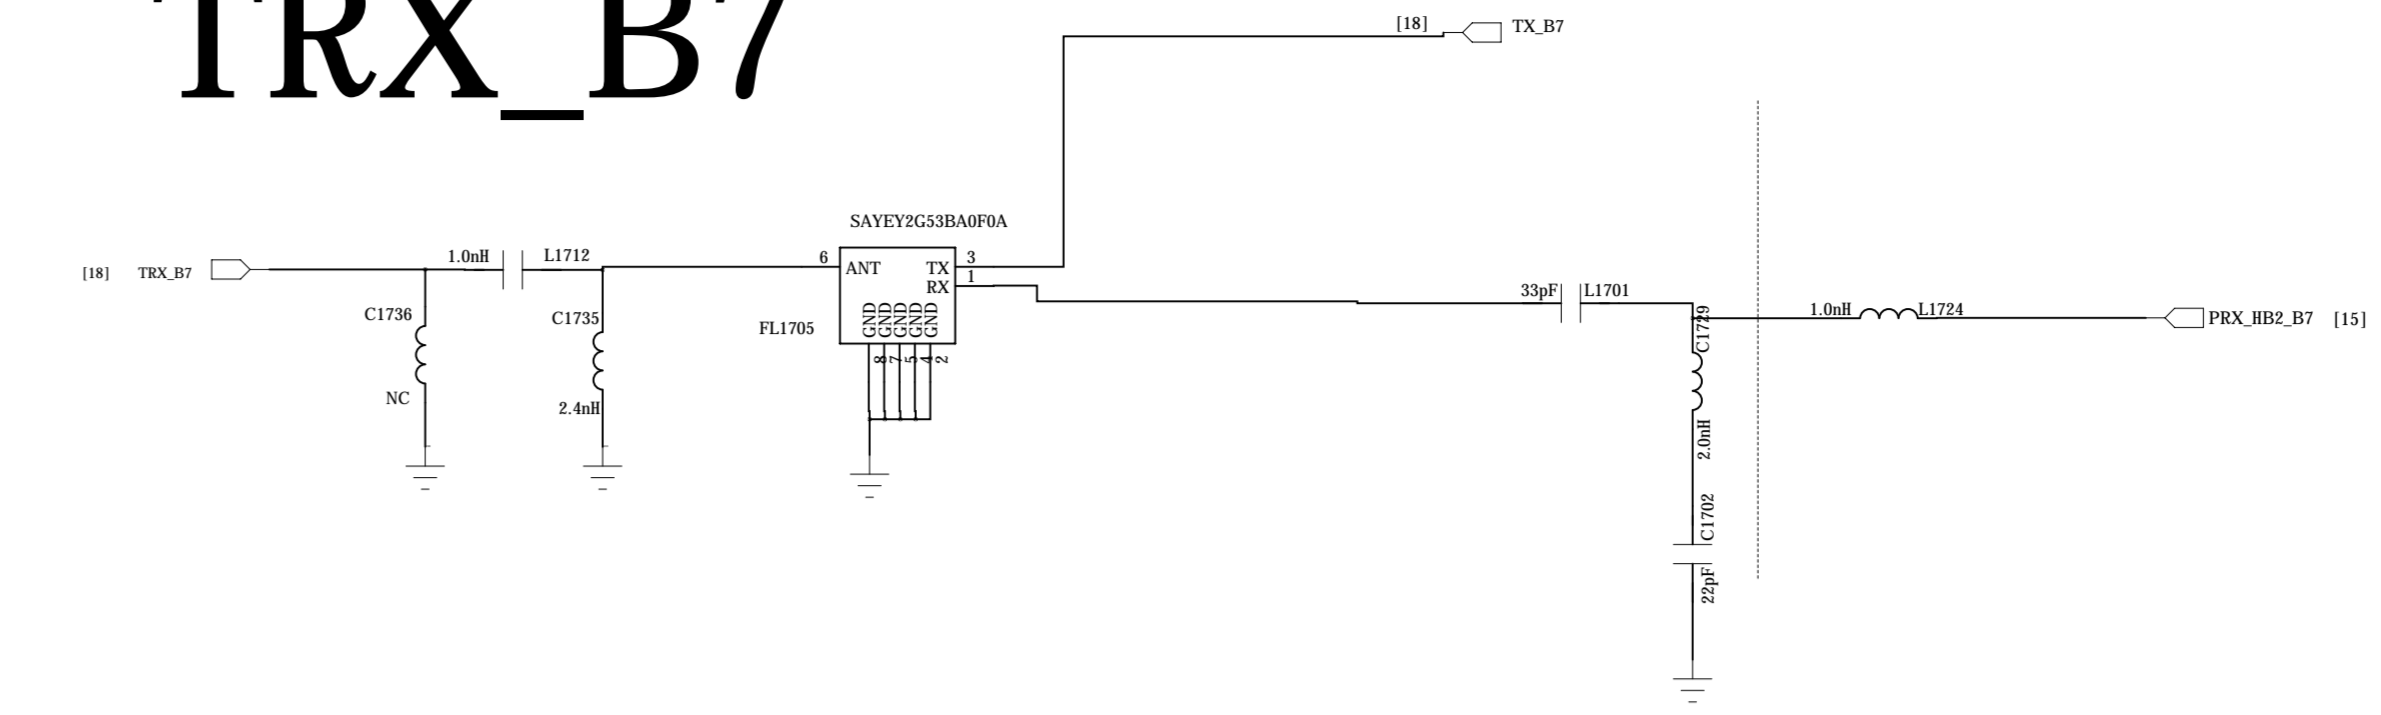 TRX_B7
[18]
TX_B7
SAYEY2G53BA0F0A
[18]
TRX_B7
1.0nH
L1712
6
ANT
TX
3
RX
1
GND
GND
GND
GND
GND
8
7
5
4
2
FL1705
C1736
NC
C1735
2.4nH
33pF
L1701
C1729
2.0nH
C1702
22pF
1.0nH
L1724
PRX_HB2_B7
[15]